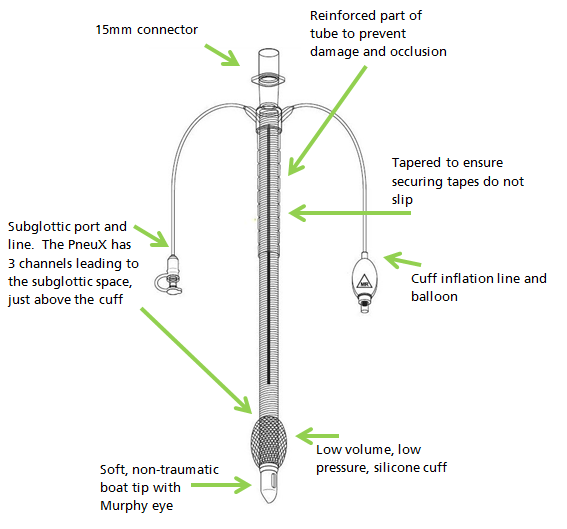 15mm connector
Reinforced part of
tube to prevent
damage and occlusion
Tapered to ensure
securing tapes do not
slip
Subglottic port and
line. The PneuX has
3 channels leading to
the subglottic space,
just above the cuff
Cuff inflation line and
balloon
MR
Low volume, low
pressure, silicone cuff
Soft, non-traumatic
boat tip with
Murphy eye